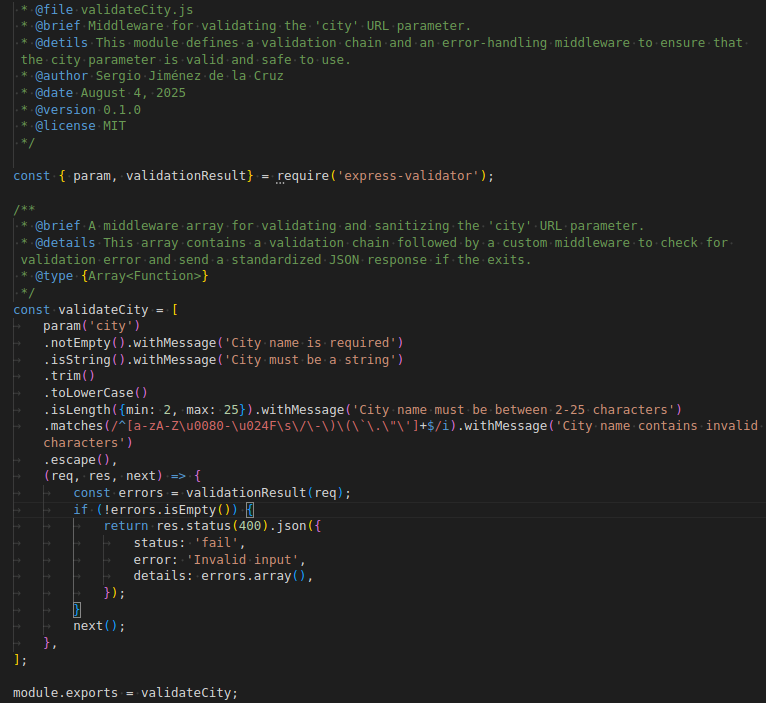 * @file validateCity.js
 * @brief Middleware for validating the 'city' URL parameter.
 * @detils This module defines a validation chain and an error-handling middleware to ensure that
 the city parameter is valid and safe to use.
 * @author Sergio Jiménez de la Cruz
 * @date August 4, 2025
 * @version 0.1.0
 * @license MIT
 */
const { param, validationResult} = require('express-validator');
/**
 * @brief A middleware array for validating and sanitizing the 'city' URL parameter.
 * @details This array contains a validation chain followed by a custom middleware to check for
 validation error and send a standardized JSON response if the exits.
 * @type {Array<Function>}
 */
const validateCity = [
    param('city')
    .notEmpty().withMessage('City name is required')
    .isString().withMessage('City must be a string')
    .trim()
    .toLowerCase()
    .isLength({min: 2, max: 25}).withMessage('City name must be between 2-25 characters')
    .matches(/^[a-zA-Z\u0080-\u024F\s\/\-\)\(\`\.\"\']+$/i).withMessage('City name contains invalid
    characters')
    .escape(),
    (req, res, next) => {
        const errors = validationResult(req);
        if (!errors.isEmpty()) {
            return res.status(400).json({
                status: 'fail',
                error: 'Invalid input',
                details: errors.array(),
            });
        }
        next();
    },
];
module.exports = validateCity;